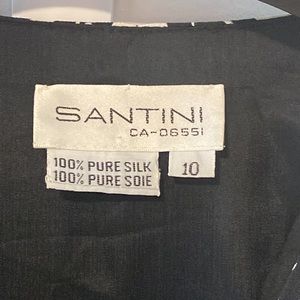 SANTINI
CA-06551
100% PURE SILK
100% PURE SOIE
10